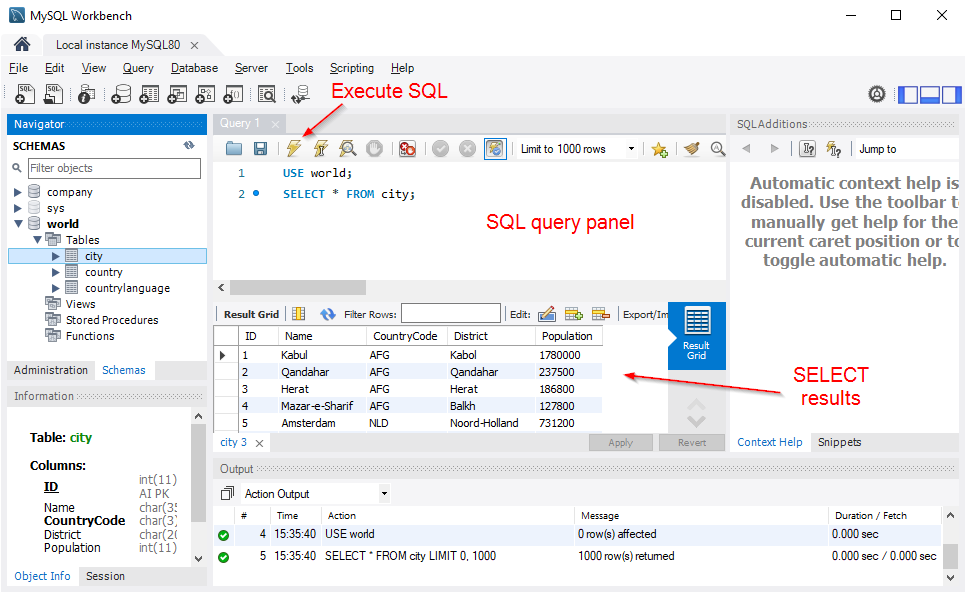 MySQL Workbench
Local instance MySQL80
File Edit View Query Database Server Tools Scripting Help
Execute SQL
Navigator
SCHEMAS
Filter objects
company
sys
world
Tables
city
country
countrylanguage
Views
Stored Procedures
Functions
Administration Schemas
Information
Table: city
Columns:
ID int(11)
AI PK
Name char(35
CountryCode char(3)
District char(20
Population int(11)
Object Info Session
Query 1
Limit to 1000 rows
1 USE world;
2 SELECT * FROM city;
SQL query panel
Result Grid Filter Rows: Edit: Export/Im
ID Name CountryCode District Population
1 Kabul AFG Kabol 1780000
2 Qandahar AFG Qandahar 237500
3 Herat AFG Herat 186800
4 Mazar-e-Sharif AFG Balkh 127800
5 Amsterdam NLD Noord-Holland 731200
Result
Grid
city 3
Apply Revert
SQLAdditions
Jump to
Automatic context help is
disabled. Use the toolbar t
manually get help for the
current caret position or to
toggle automatic help.
SELECT
results
Context Help Snippets
Output
Action Output
# Time Action Message Duration / Fetch
4 15:35:40 USE world 0 row(s) affected 0.000 sec
5 15:35:40 SELECT * FROM city LIMIT 0, 1000 1000 row(s) returned 0.000 sec / 0.000 sec